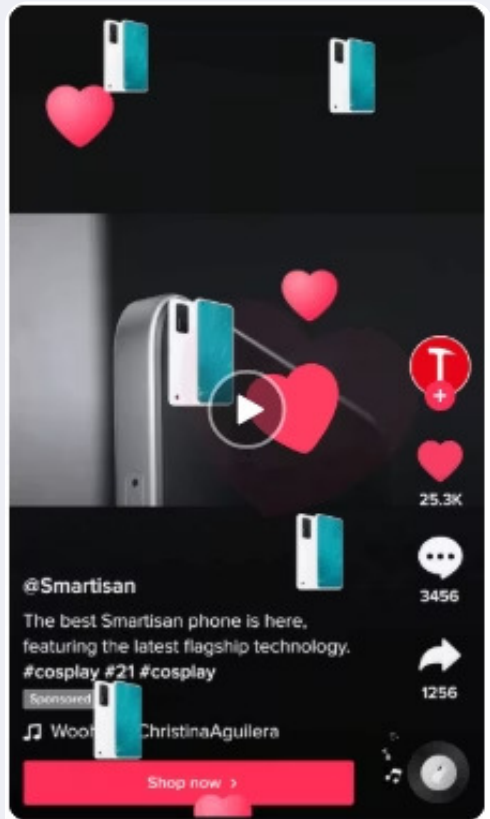 T
25.3K
3456
1256
@Smartisan
The best Smartisan phone is here,
featuring the latest flagship technology.
#cosplay #21 #cosplay
Sponsored
ChristinaAguilera
Shop now >